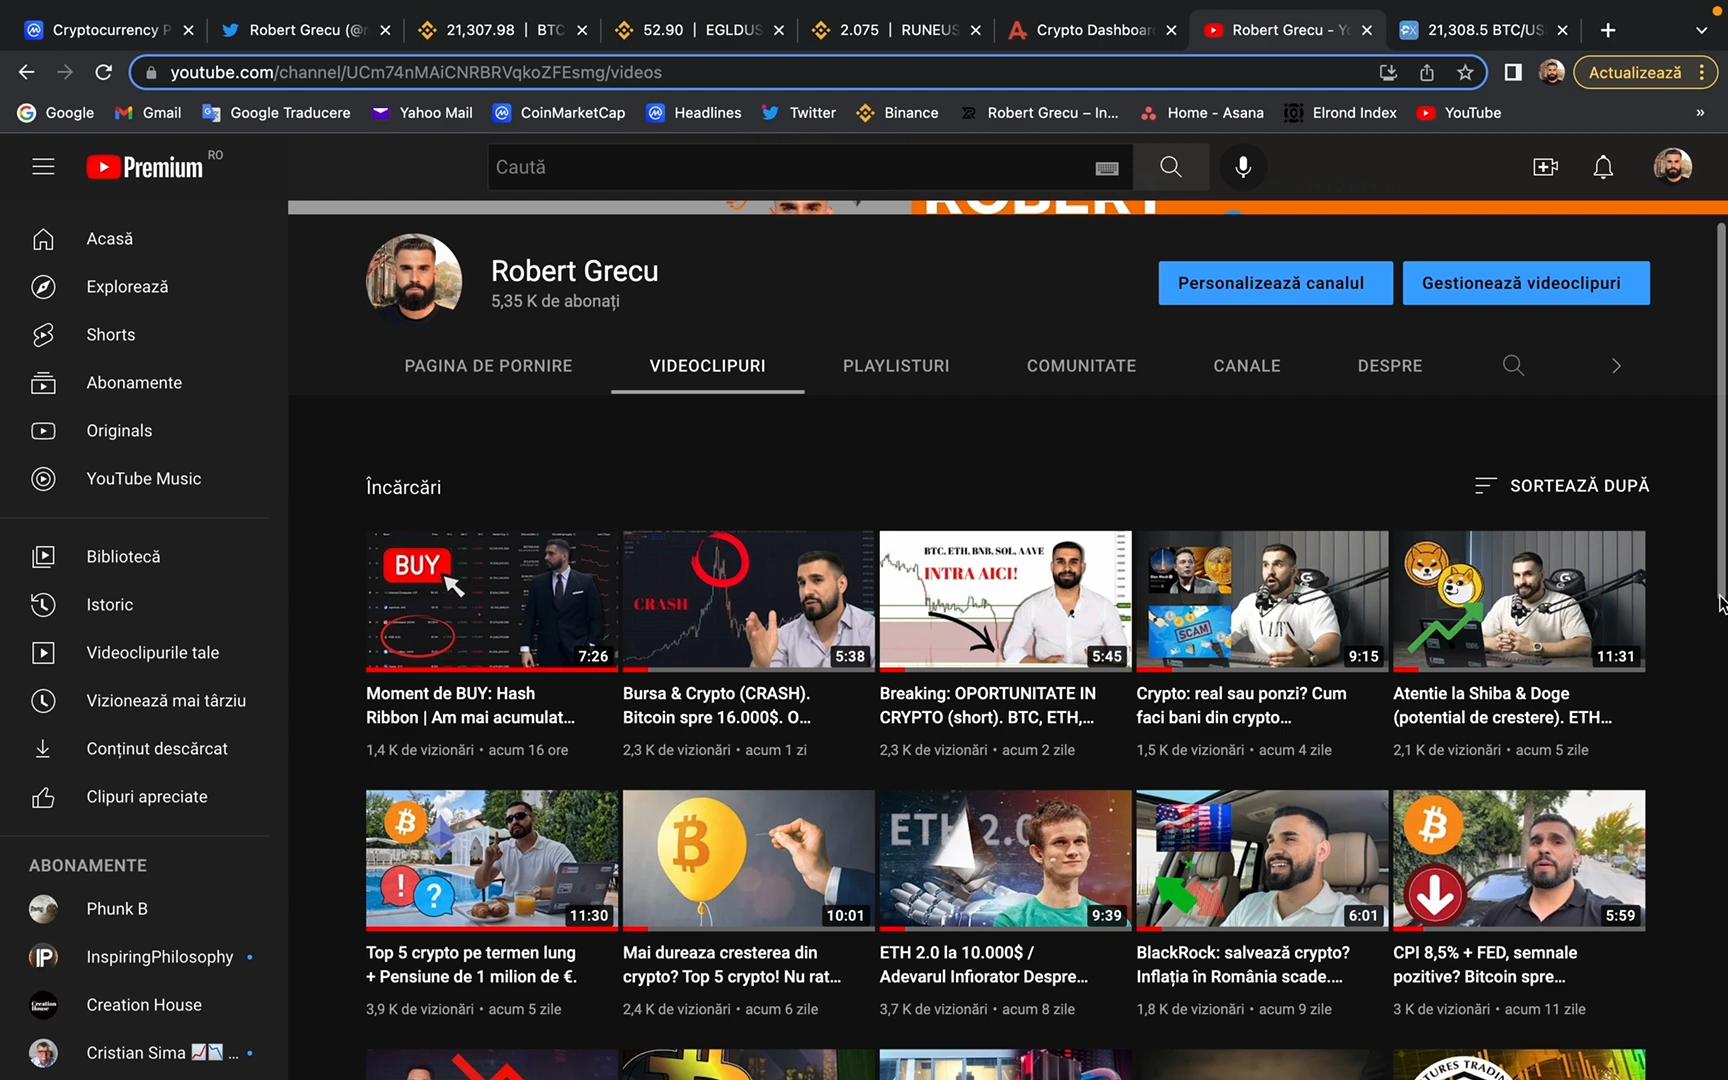 Cryptocurrency P
Robert Grecu (@r
21,307.98 | BTC
52.90 | EGLDUS
2.075 | RUNEUS
Crypto Dashboar
Robert Grecu - Yo
21,308.5 BTC/US
youtube.com/channel/UCm74nMAiCNRBRVqkoZFEsmg/videos
Actualizează
Google
Gmail
Google Traducere
Yahoo Mail
CoinMarketCap
Headlines
Twitter
Binance
Robert Grecu – In...
Home - Asana
Elrond Index
YouTube
»
Premium RO
Caută
ROBERT
Acasă
Explorează
Shorts
Abonamente
Originals
YouTube Music
Bibliotecă
Istoric
Videoclipurile tale
Vizionează mai târziu
Conținut descărcat
Clipuri apreciate
ABONAMENTE
Phunk B
InspiringPhilosophy
Creation House
Cristian Sima ...
Robert Grecu
5,35 K de abonați
Personalizează canalul
Gestionează videoclipuri
PAGINA DE PORNIRE
VIDEOCLIPURI
PLAYLISTURI
COMUNITATE
CANALE
DESPRE
Încărcări
SORTEAZĂ DUPĂ
BUY
7:26
Moment de BUY: Hash
Ribbon | Am mai acumulat...
1,4 K de vizionări • acum 16 ore
CRASH
5:38
Bursa & Crypto (CRASH).
Bitcoin spre 16.000$. O...
2,3 K de vizionări • acum 1 zi
BTC, ETH, BNB, SOL, AAVE
INTRA AICI!
5:45
Breaking: OPORTUNITATE IN
CRYPTO (short). BTC, ETH,...
2,3 K de vizionări • acum 2 zile
SCAM
9:15
Crypto: real sau ponzi? Cum
faci bani din crypto...
1,5 K de vizionări • acum 4 zile
11:31
Atentie la Shiba & Doge
(potential de crestere). ETH...
2,1 K de vizionări • acum 5 zile
11:30
Top 5 crypto pe termen lung
+ Pensiune de 1 milion de €.
3,9 K de vizionări • acum 5 zile
10:01
Mai dureaza cresterea din
crypto? Top 5 crypto! Nu rat...
2,4 K de vizionări • acum 6 zile
ETH 2.0
9:39
ETH 2.0 la 10.000$ /
Adevarul Infiorator Despre...
3,7 K de vizionări • acum 8 zile
6:01
BlackRock: salvează crypto?
Inflația în România scade....
1,8 K de vizionări • acum 9 zile
5:59
CPI 8,5% + FED, semnale
pozitive? Bitcoin spre...
3 K de vizionări • acum 11 zile